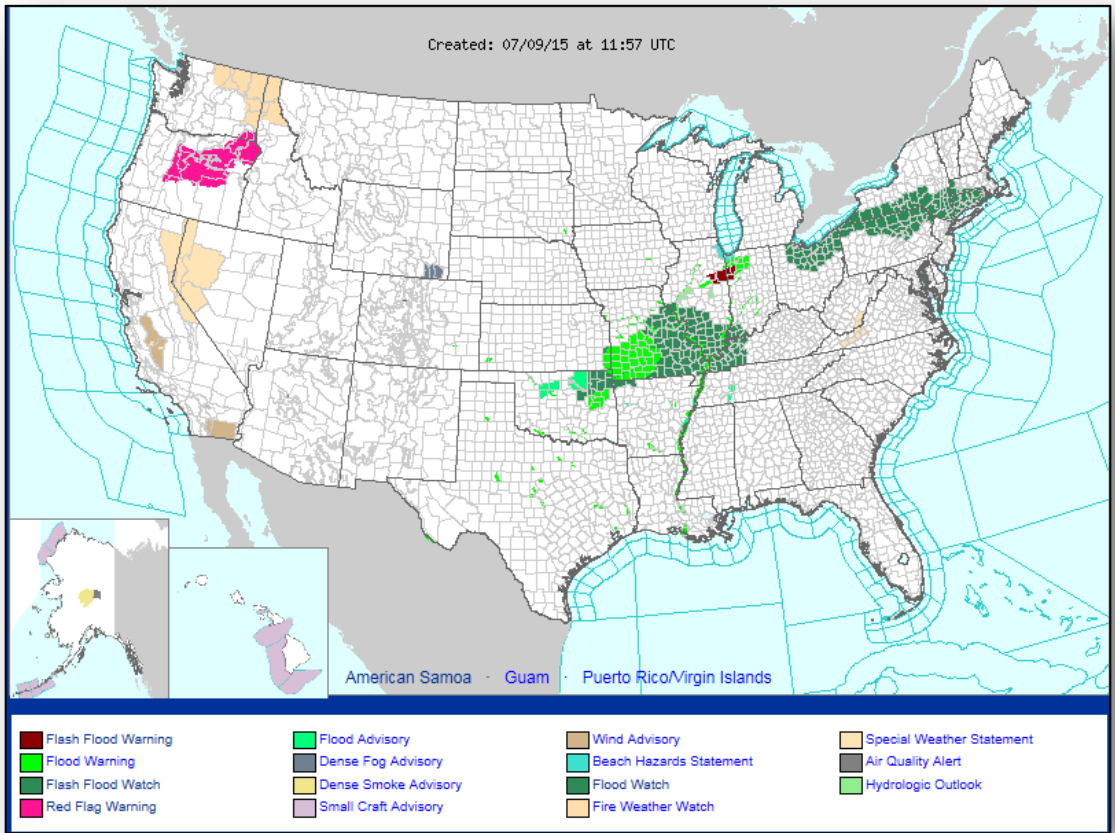 Created: 07/09/15 at 11:57 UTC
American Samoa · Guam · Puerto Rico/Virgin Islands
Flash Flood Warning Flood Advisory Wind Advisory Special Weather Statement
Flood Warning Dense Fog Advisory Beach Hazards Statement Air Quality Alert
Flash Flood Watch Dense Smoke Advisory Flood Watch Hydrologic Outlook
Red Flag Warning Small Craft Advisory Fire Weather Watch